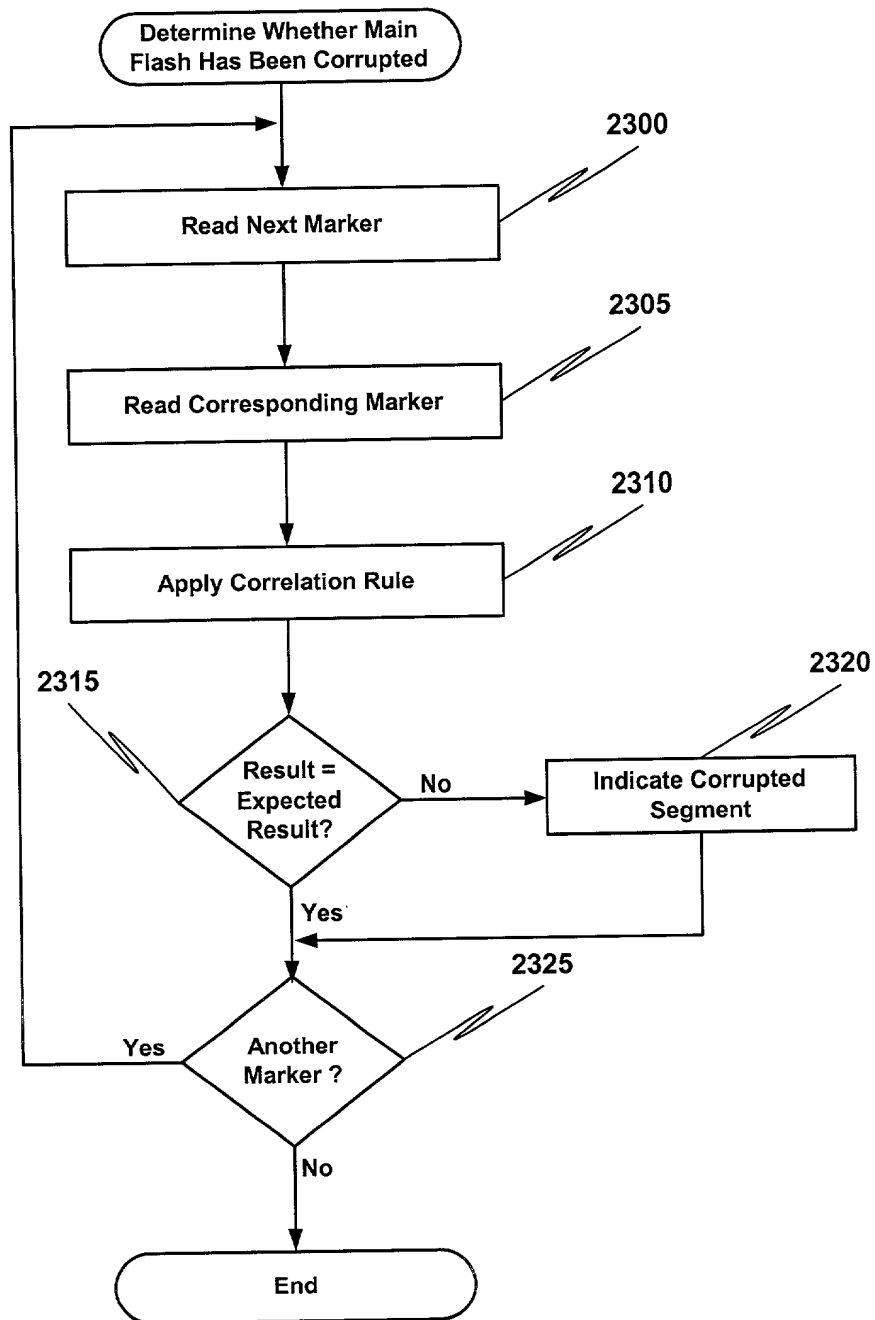 Determine Whether Main
Flash Has Been Corrupted
2300
Read Next Marker
2305
Read Corresponding Marker
2310
Apply Correlation Rule
2315
2320
Result =
Expected
Result?
No
Indicate Corrupted
Segment
Yes
2325
Yes
Another
Marker ?
No
End